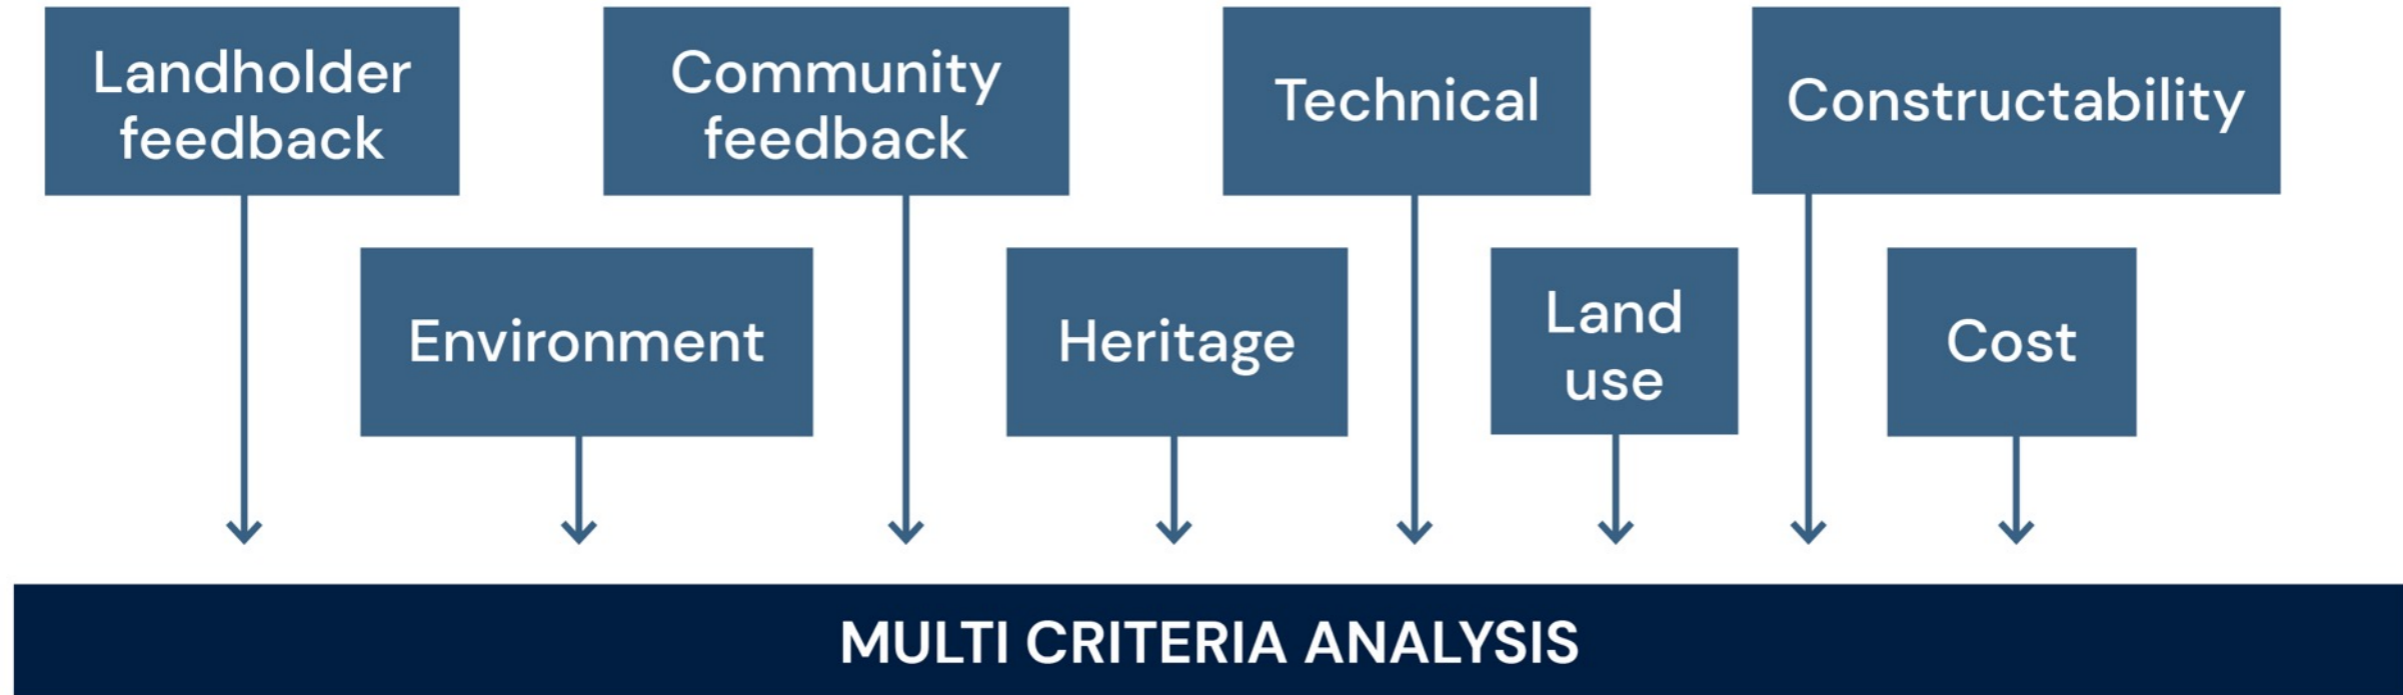 Landholder
feedback
Community
feedback
Technical
Constructability
Environment
Heritage
Land
use
Cost
MULTI CRITERIA ANALYSIS